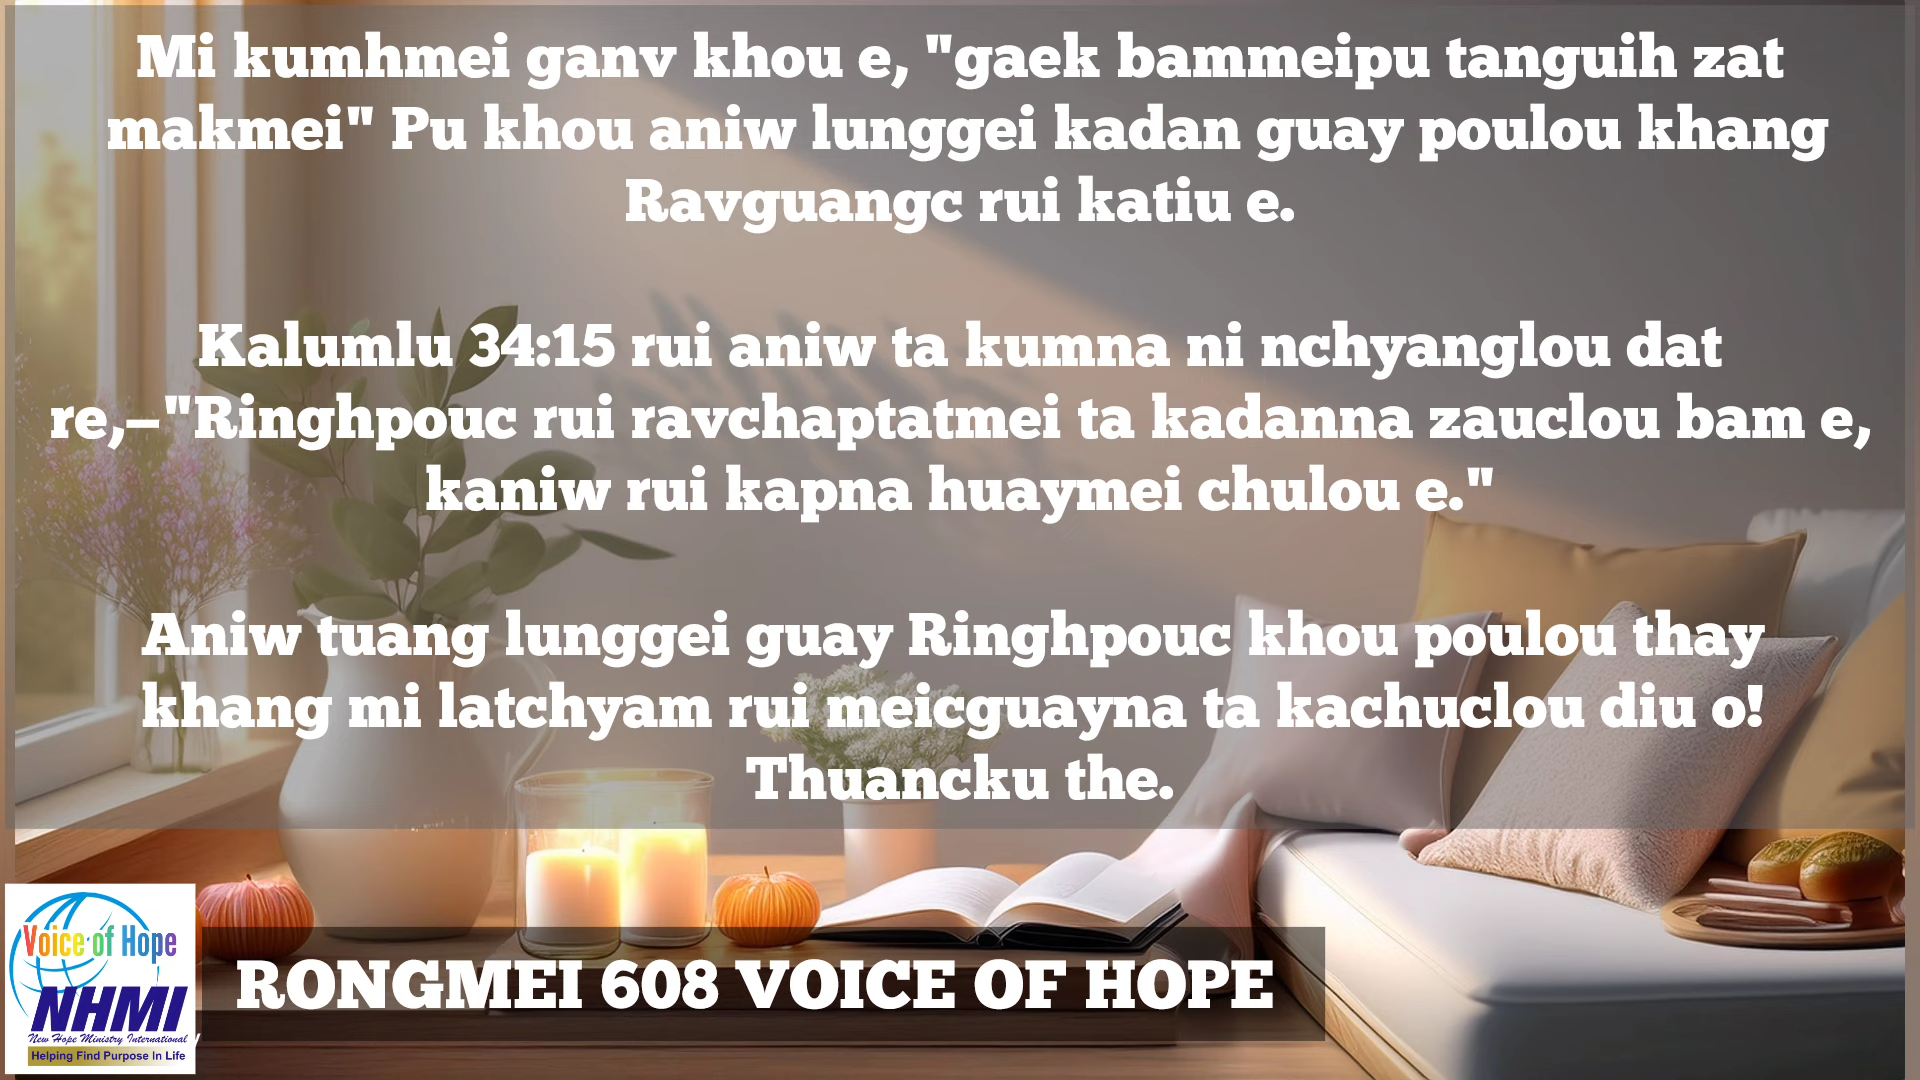 Mi kumhmei ganv khou e, "gaek bammeipu tanguih zat
makmei" Pu khou aniw lunggei kadan guay poulou khang
Ravguangc rui katiu e.
Kalumlu 34:15 rui aniw ta kumna ni nchyanglou dat
re,–"Ringhpouc rui ravchaptatmei ta kadanna zauclou bam e,
kaniw rui kapna huaymei chulou e."
Aniw tuang lunggei guay Ringhpouc khou poulou thay
khang mi latchyam rui meicguayna ta kachuclou diu o!
Thuancku the.
Voice of Hope
NHMI
New Hope Ministry International
Helping Find Purpose In Life
RONGMEI 608 VOICE OF HOPE